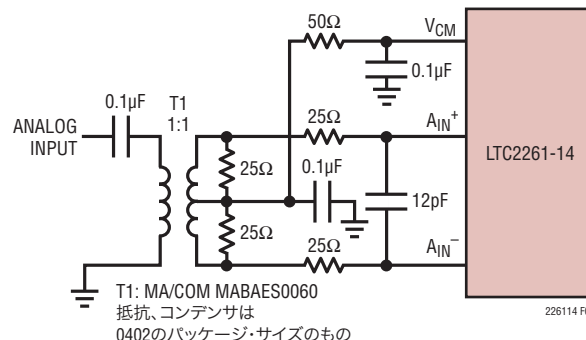 50Ω
VCM
0.1µF
0.1µF
T1
1:1
ANALOG
INPUT
25Ω
AIN+
25Ω
0.1µF
LTC2261-14
12pF
25Ω
25Ω
AIN−
T1: MA/COM MABAES0060
抵抗、コンデンサは
0402のパッケージ・サイズのもの
226114